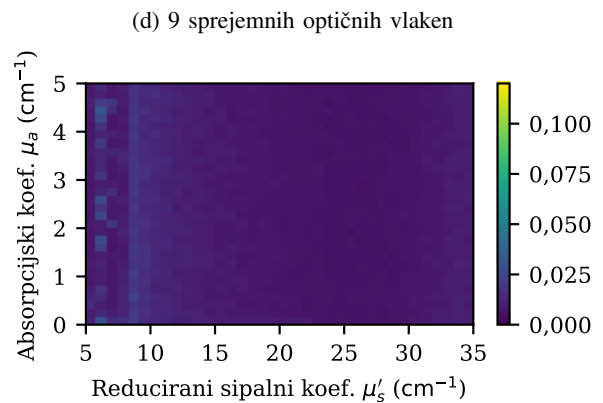 (d) 9 sprejemnih optičnih vlaken
Absorpcijski koef. μₐ (cm⁻¹)
5
4
3
2
1
0
5 10 15 20 25 30 35
Reducirani sipalni koef. μ′ₛ (cm⁻¹)
0,100
0,075
0,050
0,025
0,000